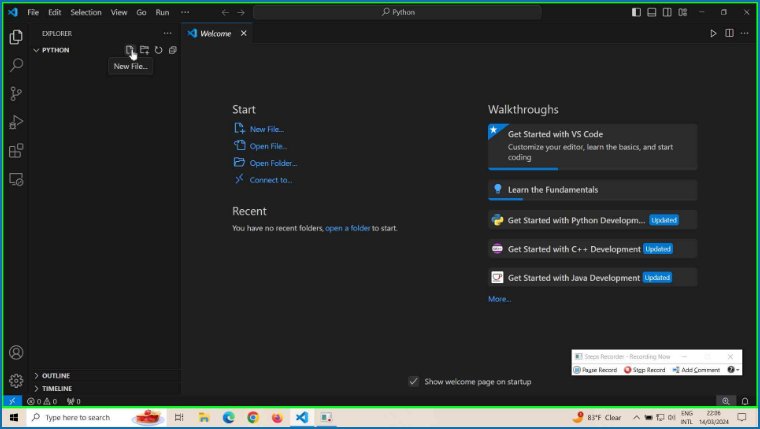 File Edit Selection View Go Run ··· Python
EXPLORER ···
Welcome
PYTHON
New File...
Start
New File...
Open File...
Open Folder...
Connect to...
Recent
You have no recent folders, open a folder to start.
Walkthroughs
Get Started with VS Code
Customize your editor, learn the basics, and start
coding
Learn the Fundamentals
Get Started with Python Developm... Updated
Get Started with C++ Development Updated
Get Started with Java Development Updated
More...
Steps Recorder - Recording Now
Pause Record Stop Record Add Comment
OUTLINE
TIMELINE
Show welcome page on startup
0 0 0
Type here to search
83°F Clear
ENG
INTL
22:06
14/03/2024